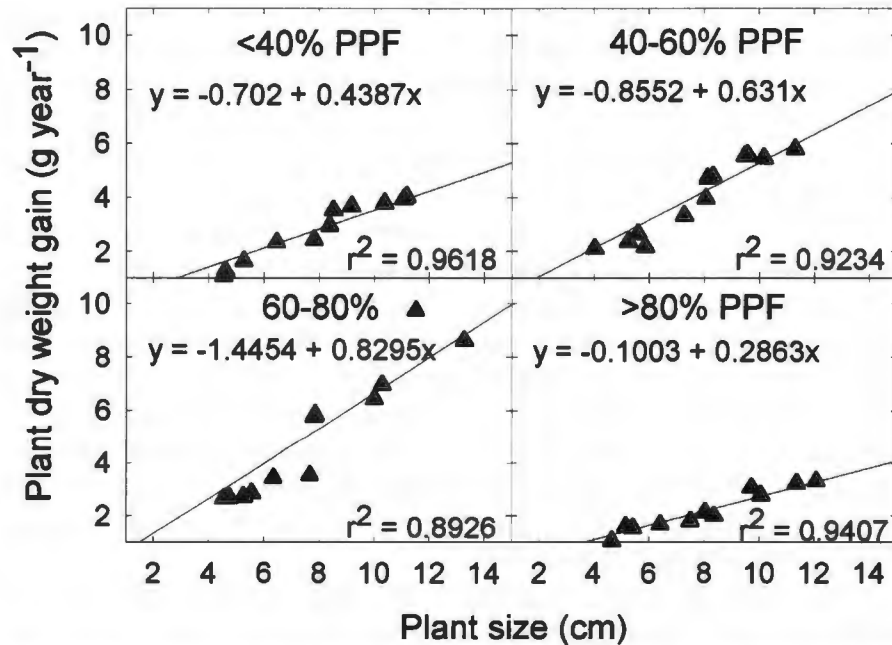 Plant dry weight gain (g year-1)
10
8
6
4
2
<40% PPF
y = -0.702 + 0.4387x
r2 = 0.9618
40-60% PPF
y = -0.8552 + 0.631x
r2 = 0.9234
10
8
6
4
2
60-80%
y = -1.4454 + 0.8295x
r2 = 0.8926
>80% PPF
y = -0.1003 + 0.2863x
r2 = 0.9407
2 4 6 8 10 12 14 2 4 6 8 10 12 14
Plant size (cm)